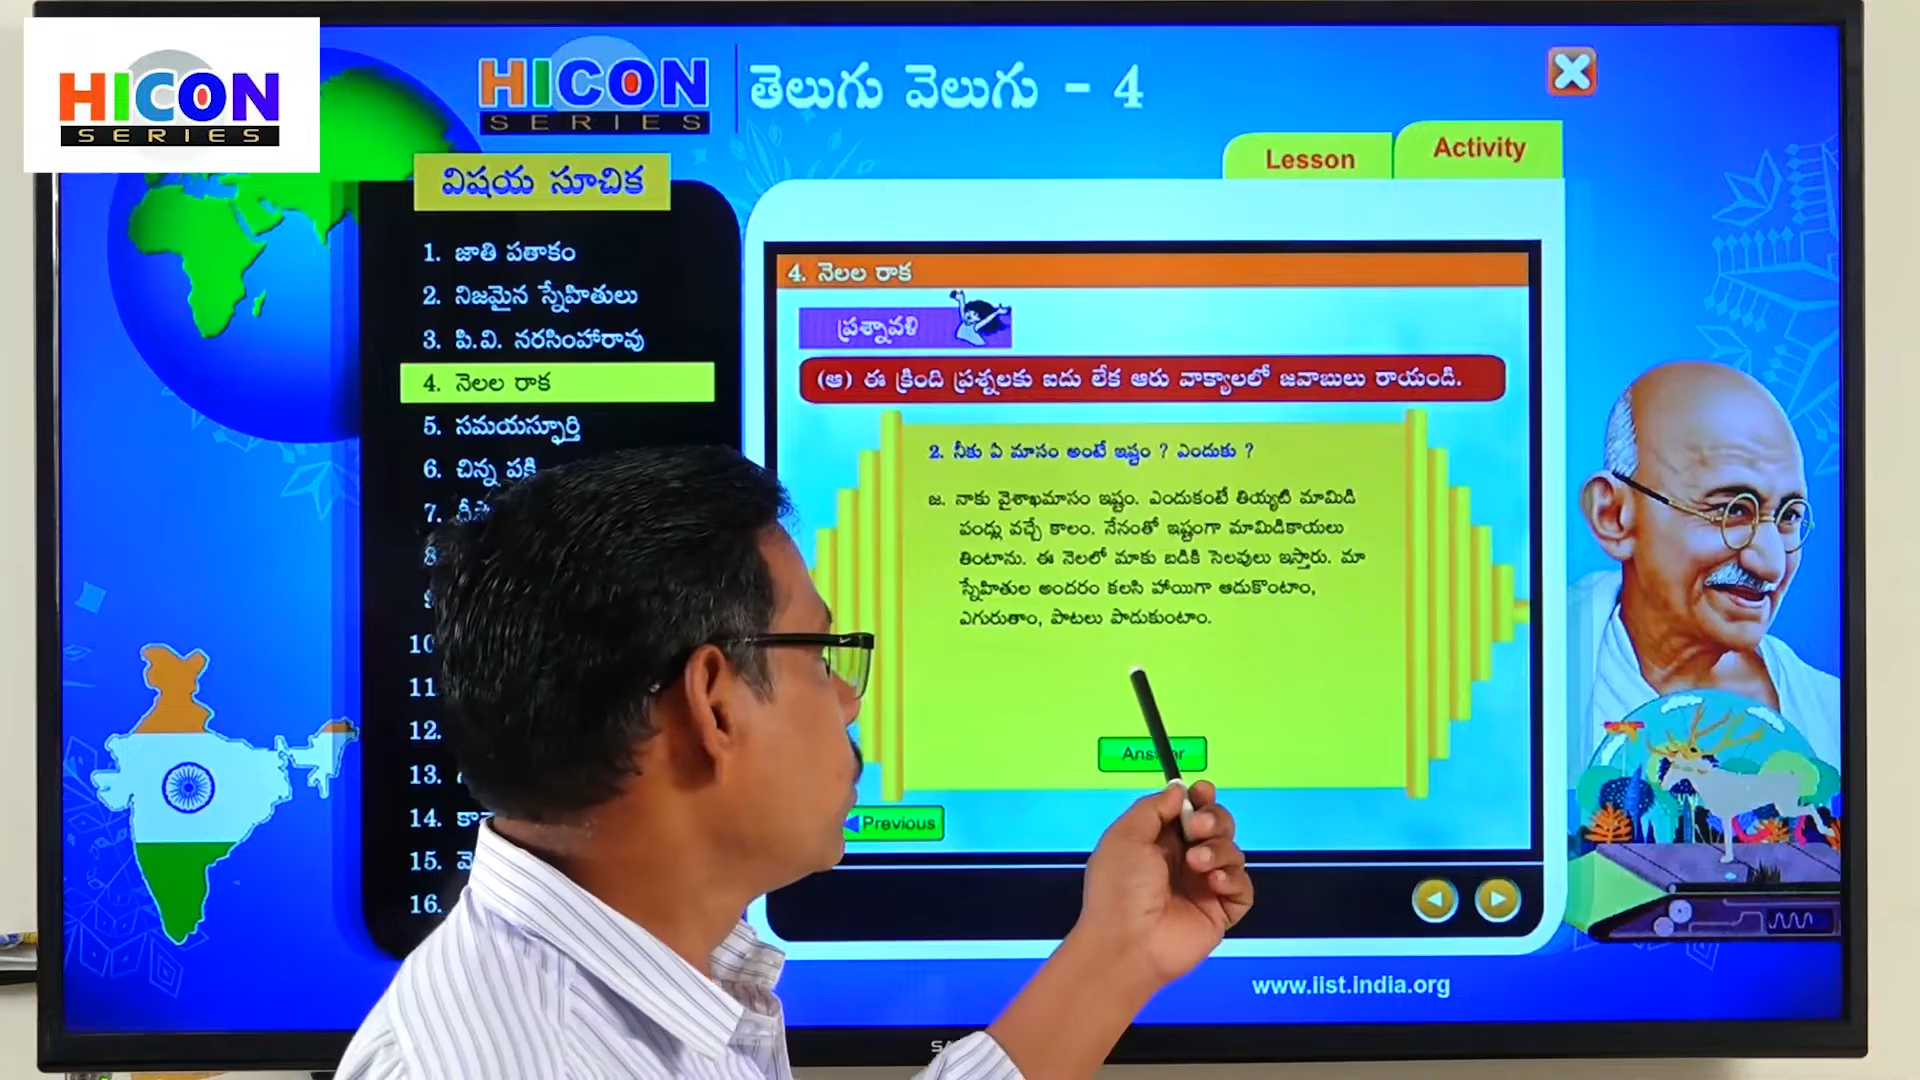 HICON
SERIES
HICON
SERIES
తెలుగు వెలుగు - 4
Lesson
Activity
విషయ సూచిక
1. జాతి పతాకం
2. నిజమైన స్నేహితులు
3. పి.వి. నరసింహారావు
4. నెలల రాక
5. సమయస్ఫూర్తి
6. చిన్న
7.
8
9
10
11
12.
13.
14.
15.
16.
4. నెలల రాక
ప్రశ్నావళి
(ఆ) ఈ క్రింది ప్రశ్నలకు ఐదు లేక ఆరు వాక్యాలలో జవాబులు రాయండి.
2. నీకు ఏ మాసం అంటే ఇష్టం ? ఎందుకు ?
జ. నాకు వైశాఖమాసం ఇష్టం. ఎందుకంటే తియ్యటి మామిడి
పండ్లు వచ్చే కాలం. నేనంతో ఇష్టంగా మామిడికాయలు
తింటాను. ఈ నెలలో మాకు బడికి సెలవులు ఇస్తారు. మా
స్నేహితుల అందరం కలసి హాయిగా ఆడుకొంటాం,
ఎగురుతాం, పాటలు పాడుకుంటాం.
Previous
www.iist.india.org